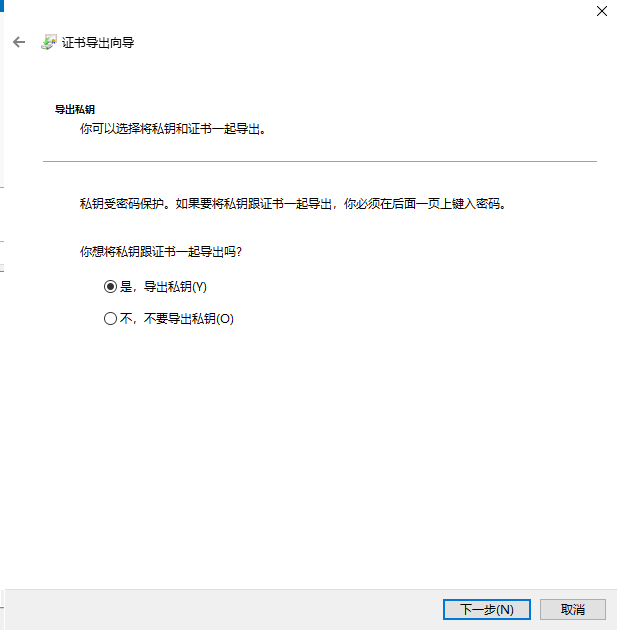 证书导出向导
导出私钥
你可以选择将私钥和证书一起导出。
私钥受密码保护。如果要将私钥跟证书一起导出，你必须在后面一页上键入密码。
你想将私钥跟证书一起导出吗?
是，导出私钥(Y)
不，不要导出私钥(O)
下一步(N)
取消